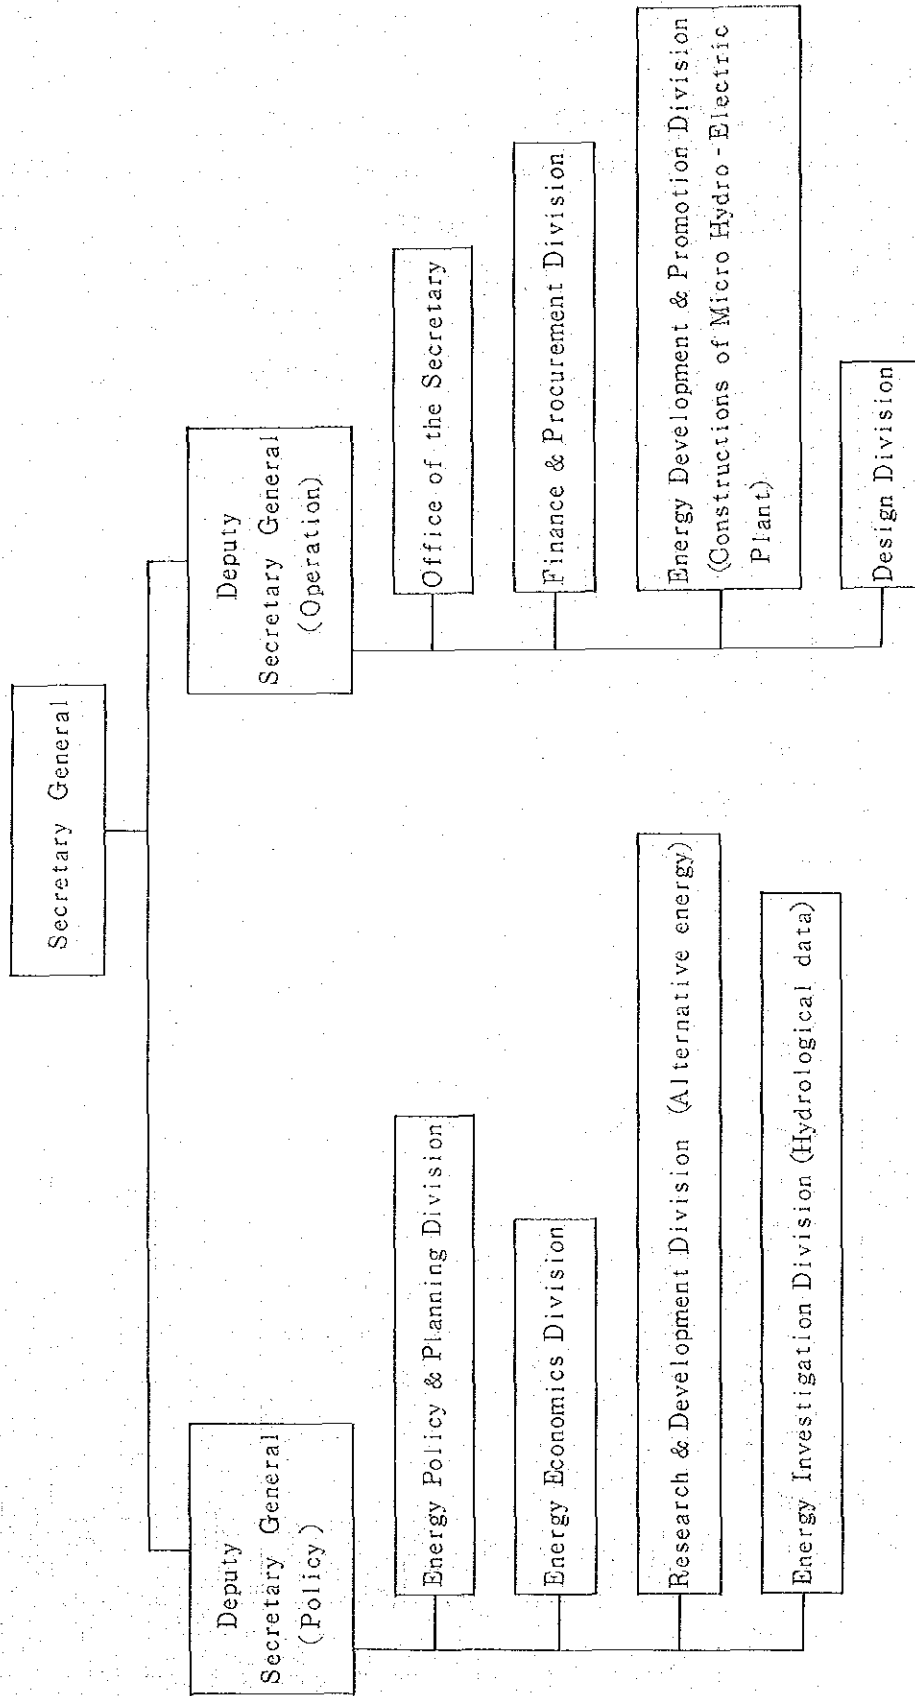 Secretary General
Deputy
Secretary General
(Policy)
Energy Policy & Planning Division
Energy Economics Division
Research & Development Division (Alternative energy)
Energy Investigation Division (Hydrological data)
Deputy
Secretary General
(Operation)
Office of the Secretary
Finance & Procurement Division
Energy Development & Promotion Division
(Constructions of Micro Hydro-Electric
Plant)
Design Division